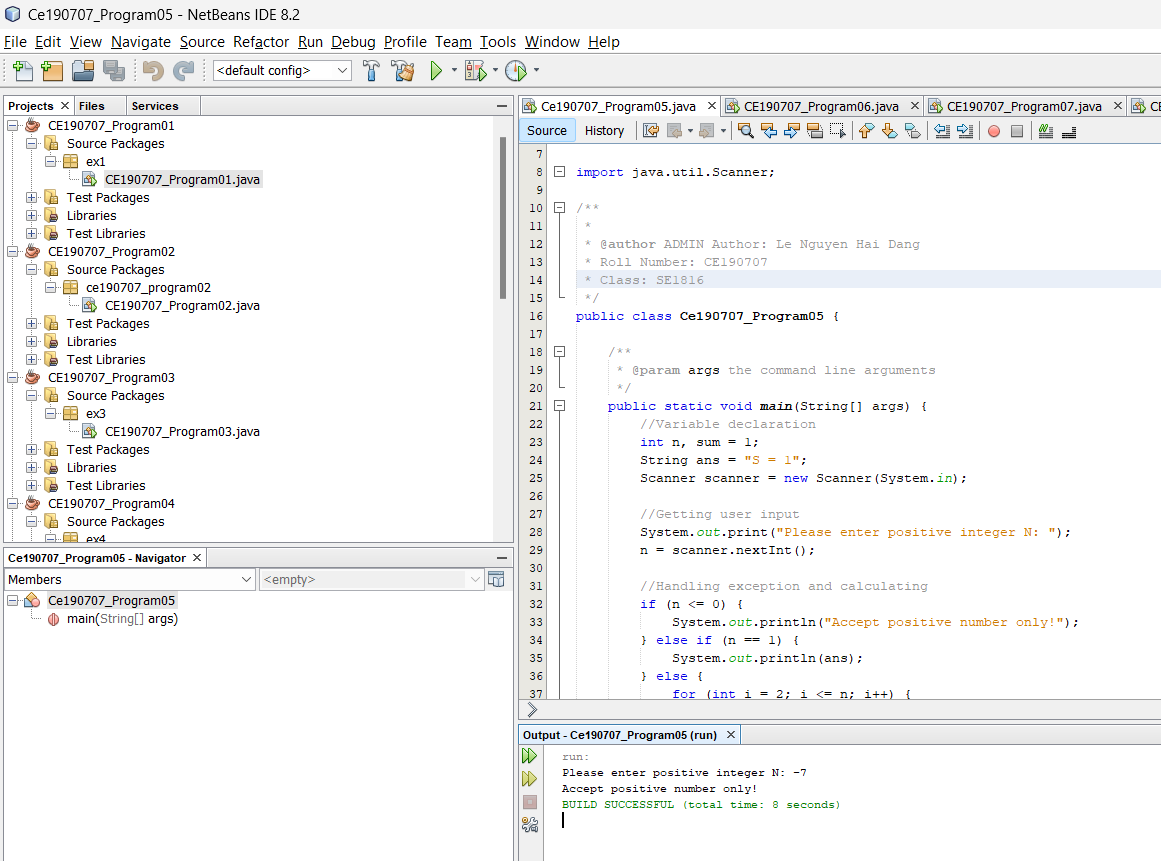 Ce190707_Program05 - NetBeans IDE 8.2
File Edit View Navigate Source Refactor Run Debug Profile Team Tools Window Help
<default config>
Projects Files Services
CE190707_Program01
Source Packages
ex1
CE190707_Program01.java
Test Packages
Libraries
Test Libraries
CE190707_Program02
Source Packages
ce190707_program02
CE190707_Program02.java
Test Packages
Libraries
Test Libraries
CE190707_Program03
Source Packages
ex3
CE190707_Program03.java
Test Packages
Libraries
Test Libraries
CE190707_Program04
Source Packages
ex4
Ce190707_Program05 - Navigator
Members <empty>
Ce190707_Program05
main(String[] args)
Ce190707_Program05.java CE190707_Program06.java CE190707_Program07.java CE
Source History
7
8 import java.util.Scanner;
9
10 /**
11 *
12 * @author ADMIN Author: Le Nguyen Hai Dang
13 * Roll Number: CE190707
14 * Class: SE1816
15 */
16 public class Ce190707_Program05 {
17
18 /**
19 * @param args the command line arguments
20 */
21 public static void main(String[] args) {
22 //Variable declaration
23 int n, sum = 1;
24 String ans = "S = 1";
25 Scanner scanner = new Scanner(System.in);
26
27 //Getting user input
28 System.out.print("Please enter positive integer N: ");
29 n = scanner.nextInt();
30
31 //Handling exception and calculating
32 if (n <= 0) {
33 System.out.println("Accept positive number only!");
34 } else if (n == 1) {
35 System.out.println(ans);
36 } else {
37 for (int i = 2; i <= n; i++) {
Output - Ce190707_Program05 (run)
run:
Please enter positive integer N: -7
Accept positive number only!
BUILD SUCCESSFUL (total time: 8 seconds)